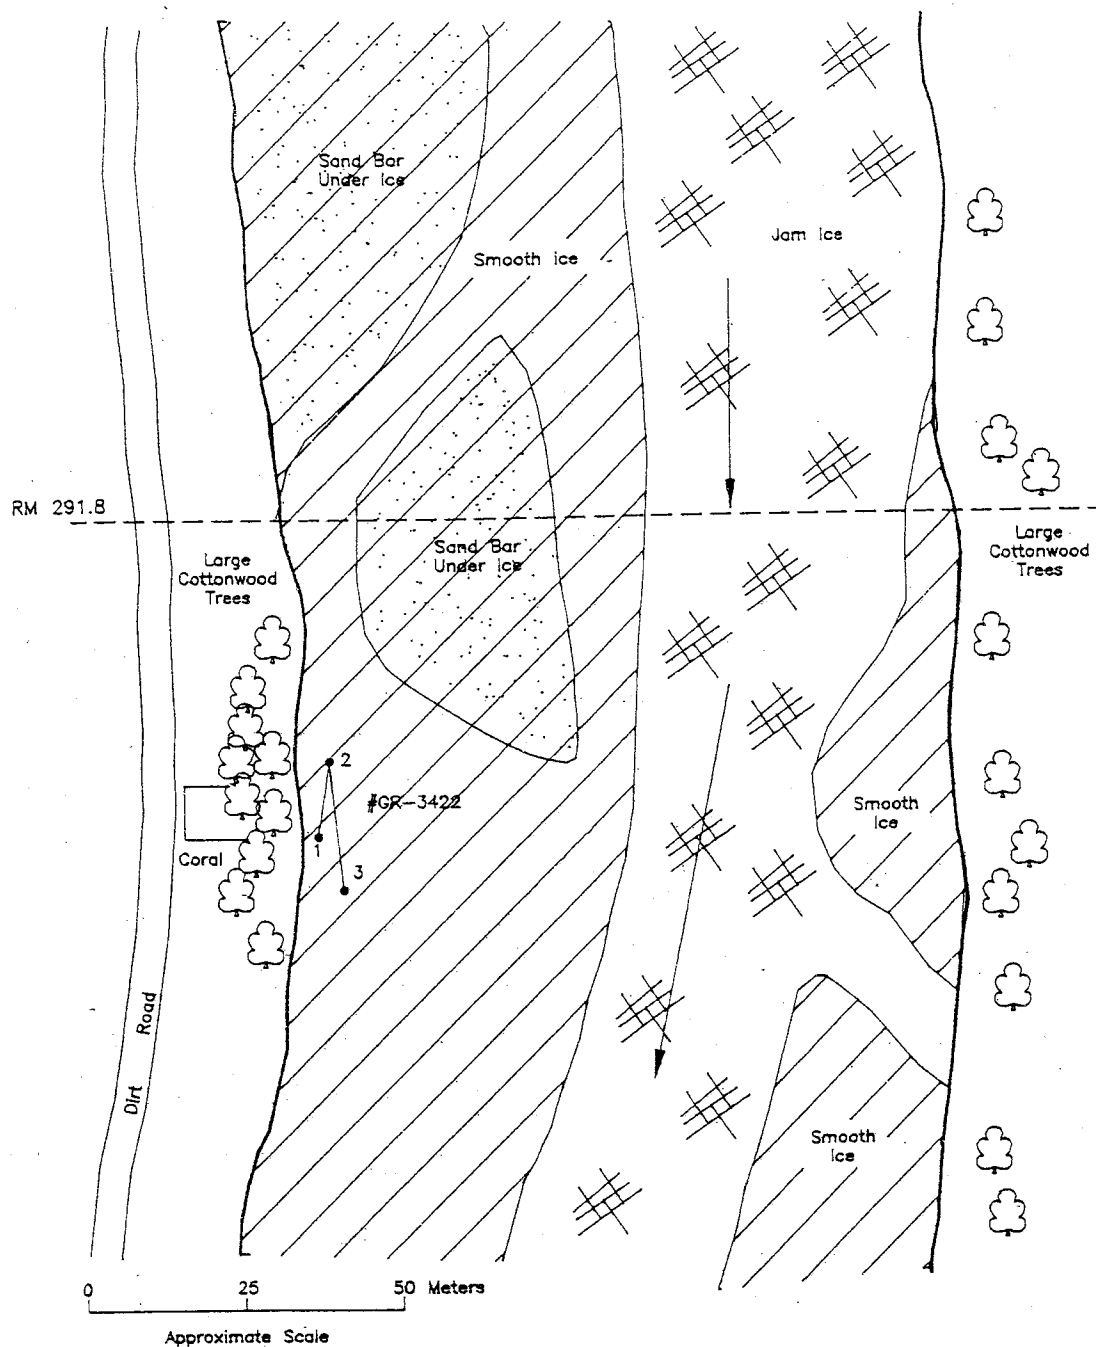 Sand Bar
Under Ice
Smooth Ice
Jam Ice
RM 291.8
Large
Cottonwood
Trees
Sand Bar
Under Ice
Large
Cottonwood
Trees
2
#GR-3422
1
3
Coral
Smooth
Ice
Dirt Road
Smooth
Ice
0 25 50 Meters
Approximate Scale